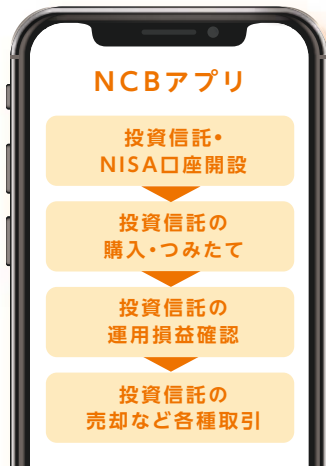 NCBアプリ
投資信託・
NISA口座開設
投資信託の
購入・つみたて
投資信託の
運用損益確認
投資信託の
売却など各種取引